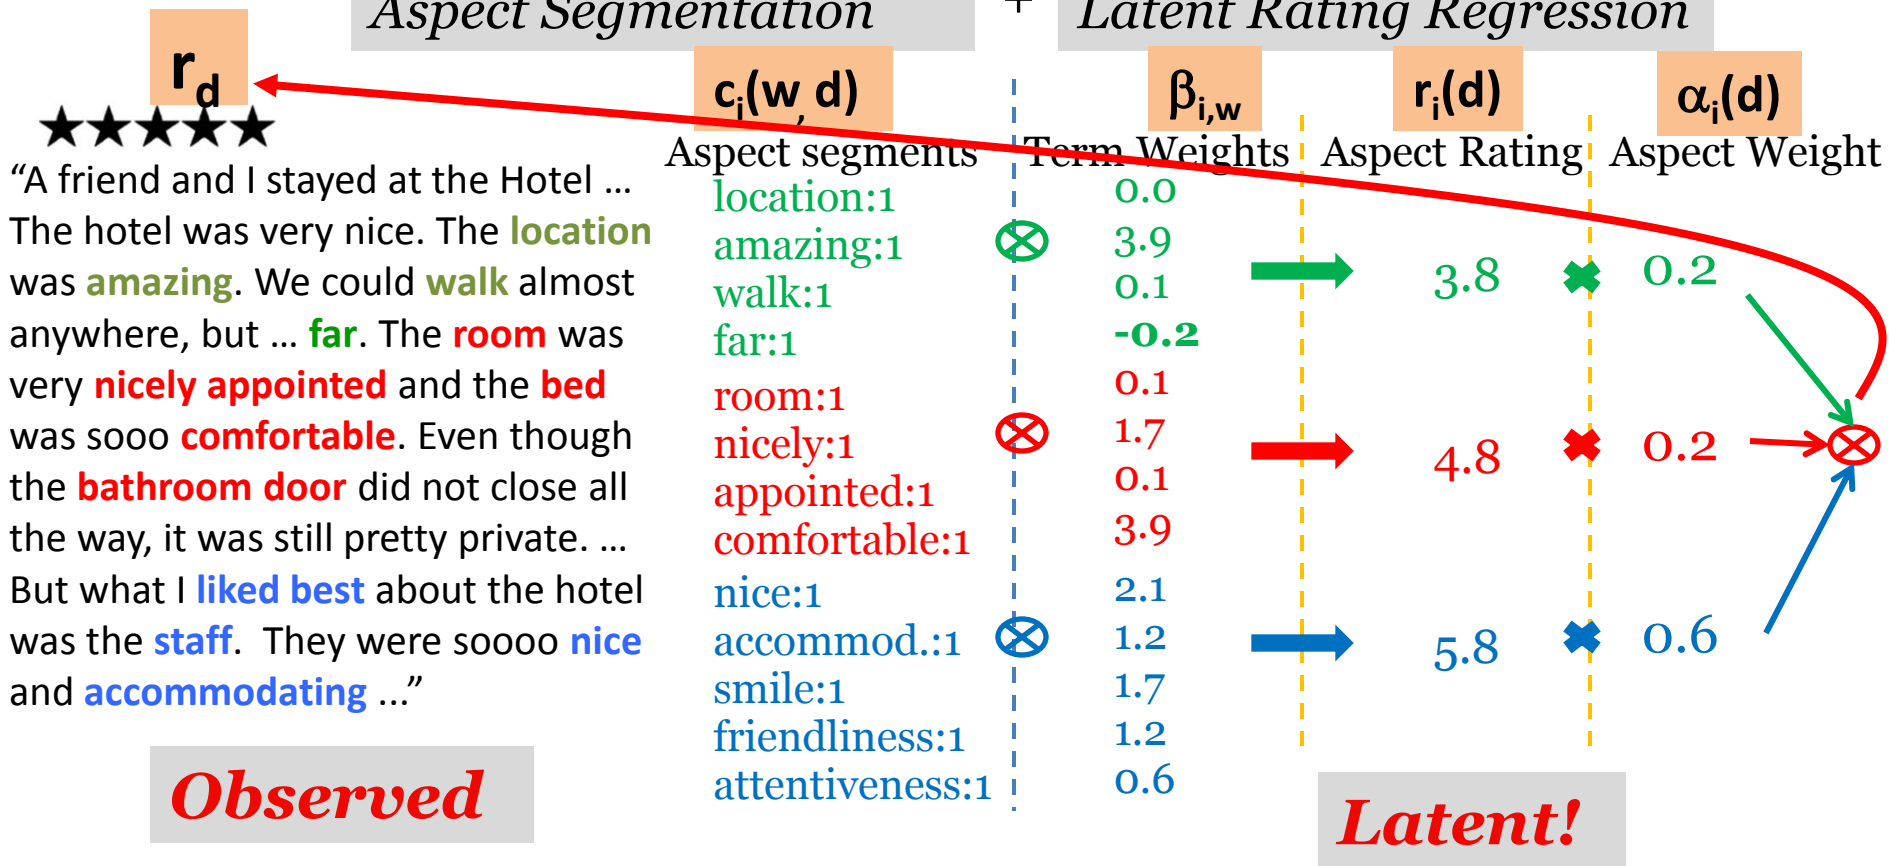 Aspect Segmentation + Latent Rating Regression
r_d
c_i(w,d)
β_i,w
r_i(d)
α_i(d)
★★★★★
Aspect segments
Term Weights
Aspect Rating
Aspect Weight
“A friend and I stayed at the Hotel …
The hotel was very nice. The location
was amazing. We could walk almost
anywhere, but … far. The room was
very nicely appointed and the bed
was sooo comfortable. Even though
the bathroom door did not close all
the way, it was still pretty private. …
But what I liked best about the hotel
was the staff. They were soooo nice
and accommodating ...”
location:1 0.0
amazing:1 3.9
walk:1 0.1
far:1 -0.2
3.8 0.2
room:1 0.1
nicely:1 1.7
appointed:1 0.1
comfortable:1 3.9
4.8 0.2
nice:1 2.1
accommod.:1 1.2
smile:1 1.7
friendliness:1 1.2
attentiveness:1 0.6
5.8 0.6
Observed
Latent!